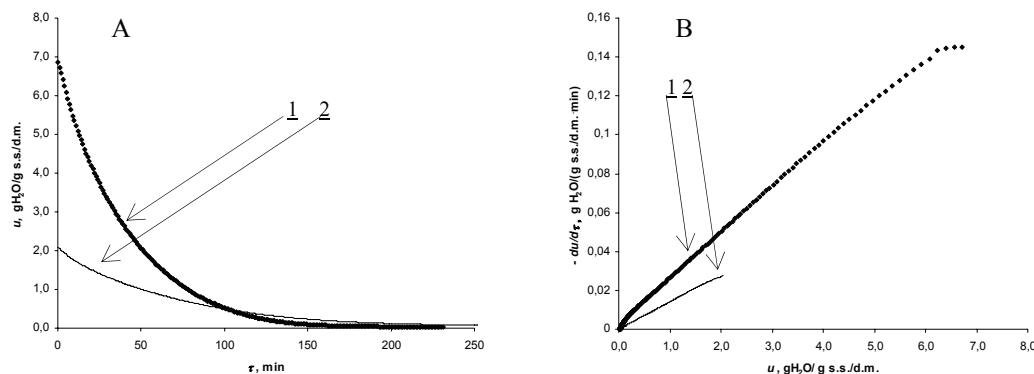 A
8,0
7,0
6,0
5,0
4,0
3,0
2,0
1,0
0,0
u, gH₂O/g s.s./d.m.
1 2
0 50 100 150 200 250
τ, min
B
0,16
0,14
0,12
0,1
0,08
0,06
0,04
0,02
0
- du/dτ, g H₂O/(g s.s./d.m.·min)
1 2
0,0 1,0 2,0 3,0 4,0 5,0 6,0 7,0 8,0
u, gH₂O/ g s.s./d.m.